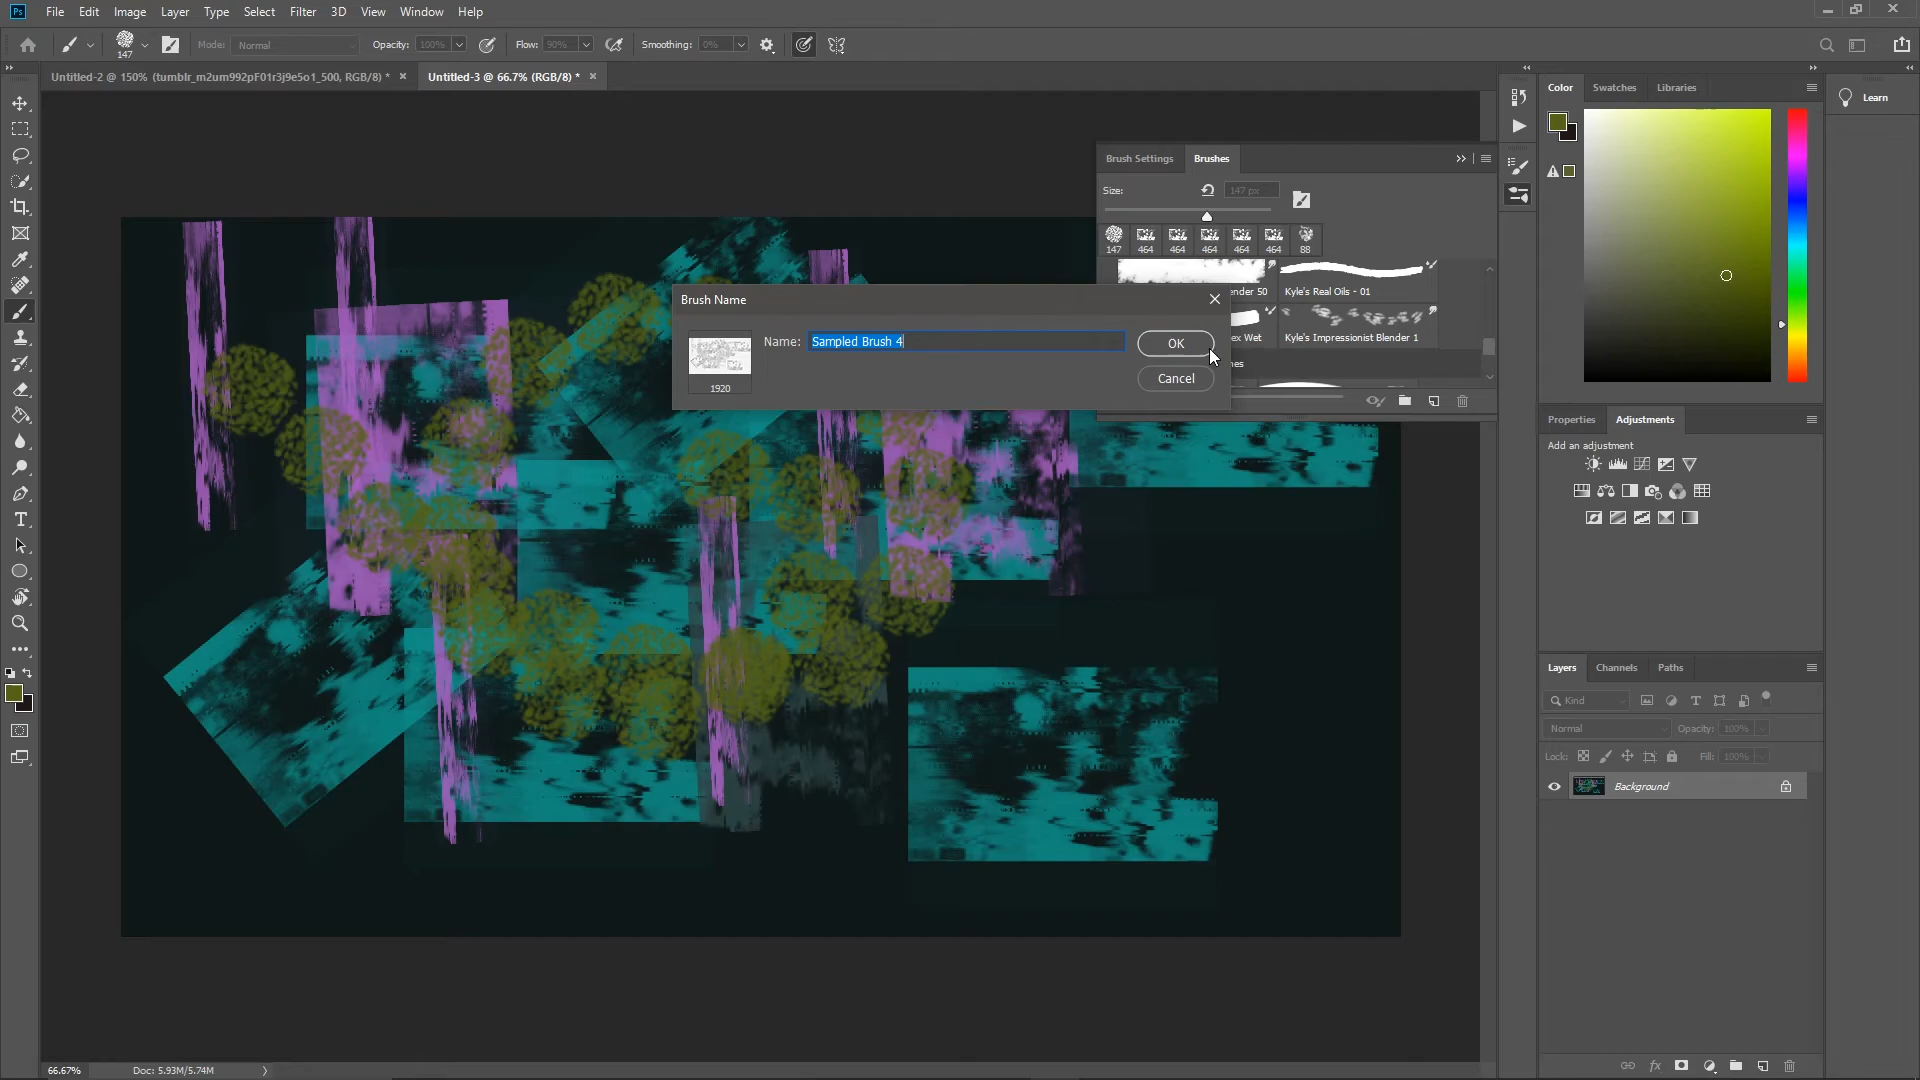 Ps File Edit Image Layer Type Select Filter 3D View Window Help
147 Mode: Normal Opacity: 100% Flow: 90% Smoothing: 0%
Untitled-2 @ 150% (tumblr_m2um992pF01r3j9e5o1_500, RGB/8) * Untitled-3 @ 66.7% (RGB/8) *
Color Swatches Libraries
Learn
Brush Settings Brushes
Size: 147 px
147 464 464 464 464 464 88
ender 50 Kyle's Real Oils - 01
ex Wet Kyle's Impressionist Blender 1
nes
Brush Name
Name: Sampled Brush 4 OK
Cancel
1920
Properties Adjustments
Add an adjustment
Layers Channels Paths
Kind
Normal Opacity: 100%
Lock: Fill: 100%
Background
66.67% Doc: 5.93M/5.74M